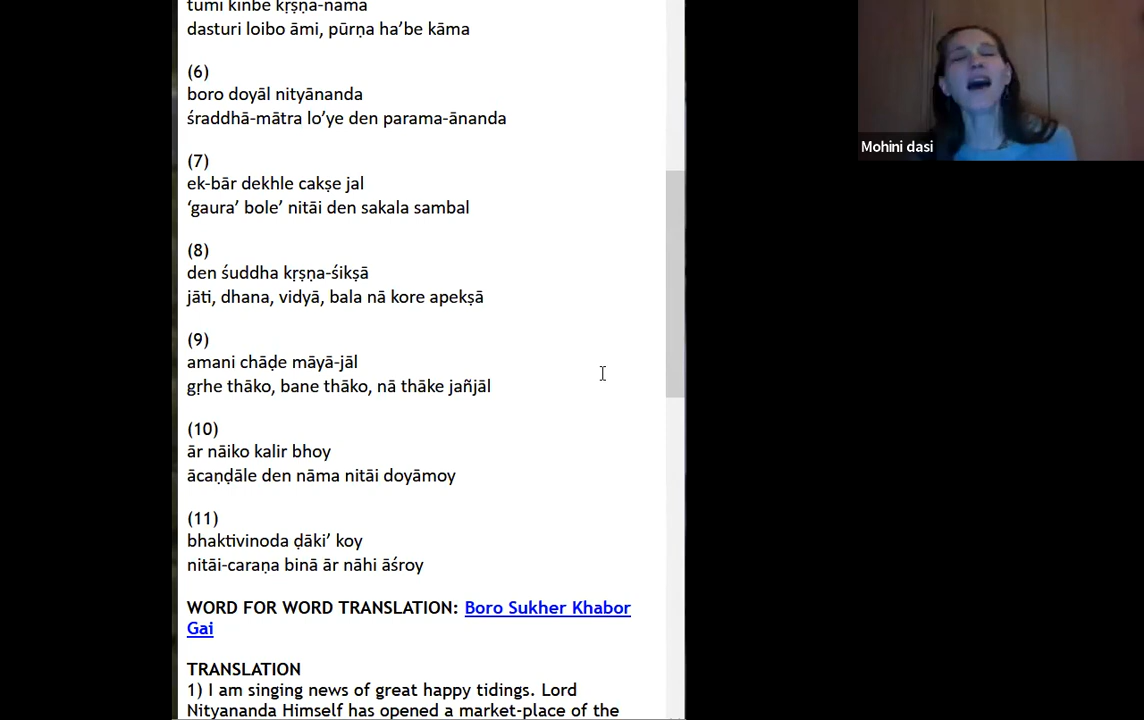 tumi kinbe kṛṣṇa-nāma
dasturi loibo āmi, pūrṇa ha’be kāma
(6)
boro doyāl nityānanda
śraddhā-mātra lo’ye den parama-ānanda
(7)
ek-bār dekhle cakṣe jal
‘gaura’ bole’ nitāi den sakala sambal
(8)
den śuddha kṛṣṇa-śikṣā
jāti, dhana, vidyā, bala nā kore apekṣā
(9)
amani chāḍe māyā-jāl
gṛhe thāko, bane thāko, nā thāke jañjāl
(10)
ār nāiko kalir bhoy
ācaṇḍāle den nāma nitāi doyāmoy
(11)
bhaktivinoda ḍāki’ koy
nitāi-caraṇa binā ār nāhi āśroy
WORD FOR WORD TRANSLATION: Boro Sukher Khabor
Gai
TRANSLATION
1) I am singing news of great happy tidings. Lord
Nityananda Himself has opened a market-place of the
Mohini dasi